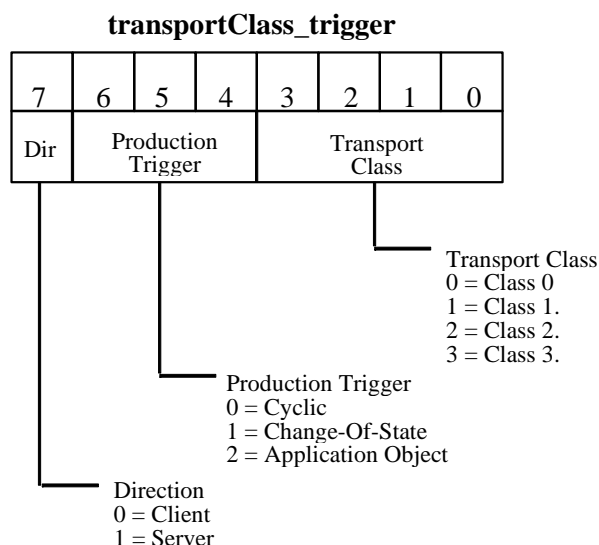 transportClass_trigger
7 6 5 4 3 2 1 0
Dir Production Trigger Transport Class
Transport Class
0 = Class 0
1 = Class 1.
2 = Class 2.
3 = Class 3.
Production Trigger
0 = Cyclic
1 = Change-Of-State
2 = Application Object
Direction
0 = Client
1 = Server